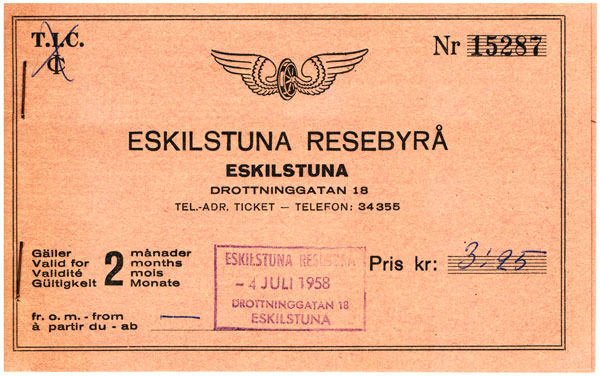 T.I.C.
Nr 15287
ESKILSTUNA RESEBYRÅ
ESKILSTUNA
DROTTNINGGATAN 18
TEL.-ADR. TICKET — TELEFON: 34355
Gäller 2 månader
Valid for months
Validité mois
Gültigkeit Monate
fr. o. m. - from
à partir du - ab
ESKILSTUNA RESEBYRÅ
- 4 JULI 1958
DROTTNINGGATAN 18
ESKILSTUNA
Pris kr: 3:25